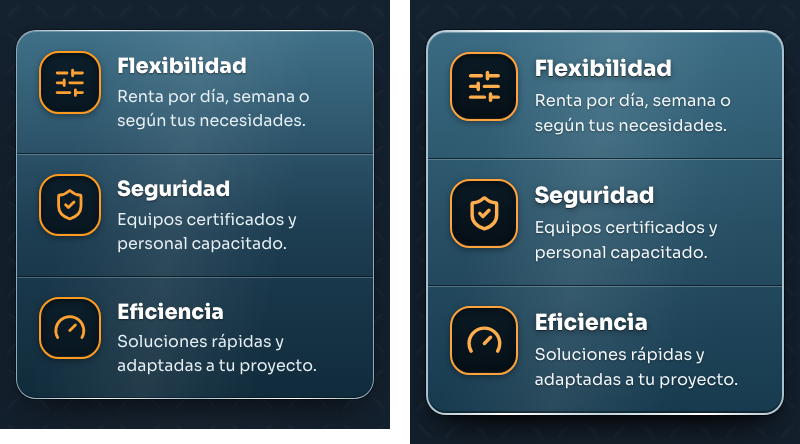 Flexibilidad
Renta por día, semana o
según tus necesidades.
Seguridad
Equipos certificados y
personal capacitado.
Eficiencia
Soluciones rápidas y
adaptadas a tu proyecto.
Flexibilidad
Renta por día, semana o
según tus necesidades.
Seguridad
Equipos certificados y
personal capacitado.
Eficiencia
Soluciones rápidas y
adaptadas a tu proyecto.